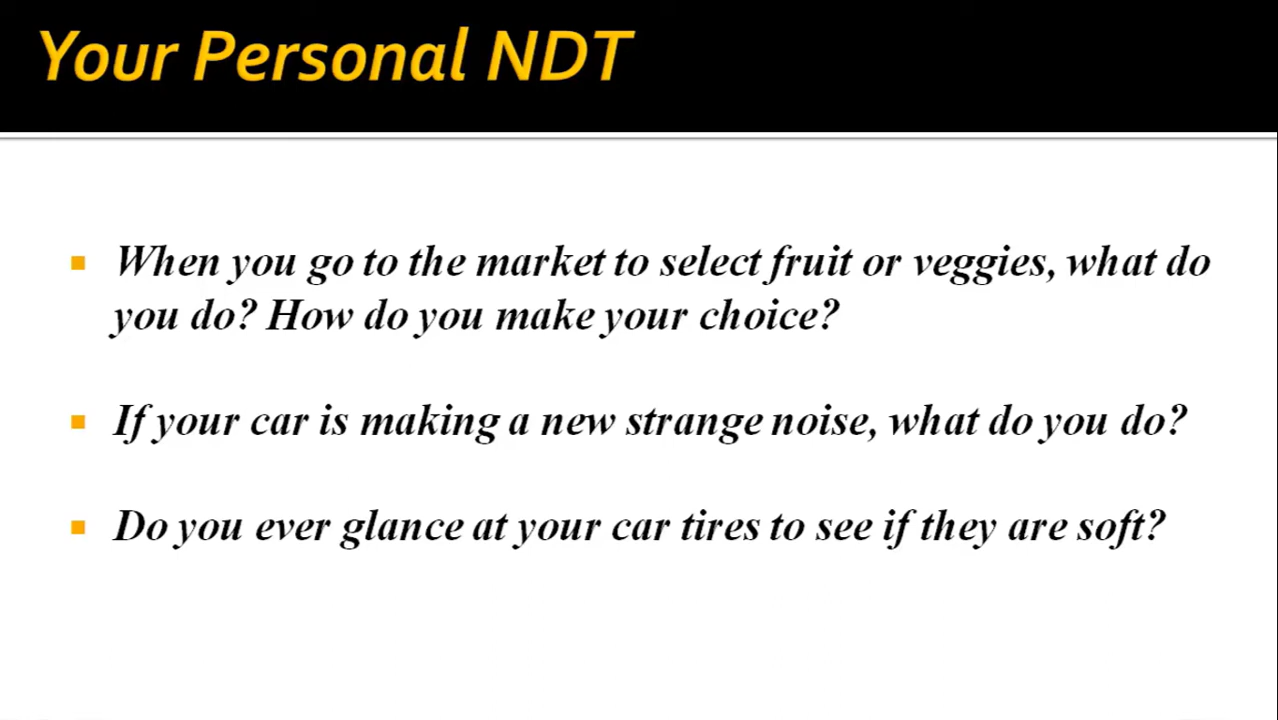 Your Personal NDT
When you go to the market to select fruit or veggies, what do
you do? How do you make your choice?
If your car is making a new strange noise, what do you do?
Do you ever glance at your car tires to see if they are soft?